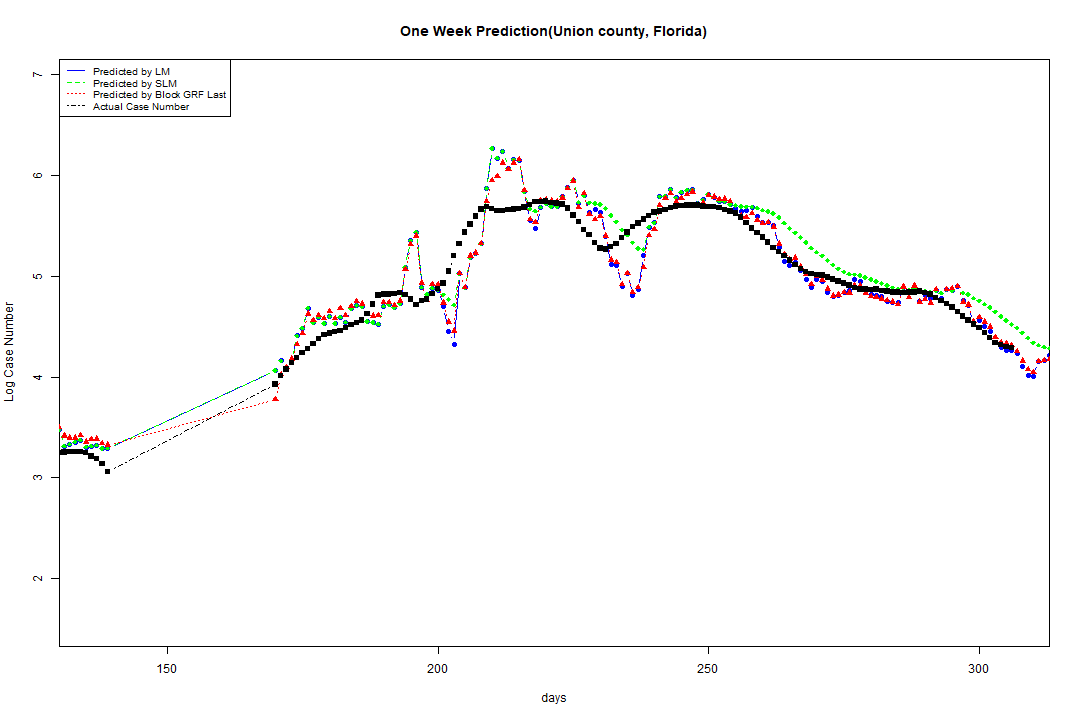 One Week Prediction(Union county, Florida)
Predicted by LM
Predicted by SLM
Predicted by Block GRF Last
Actual Case Number
7
6
5
4
3
2
Log Case Number
150 200 250 300
days